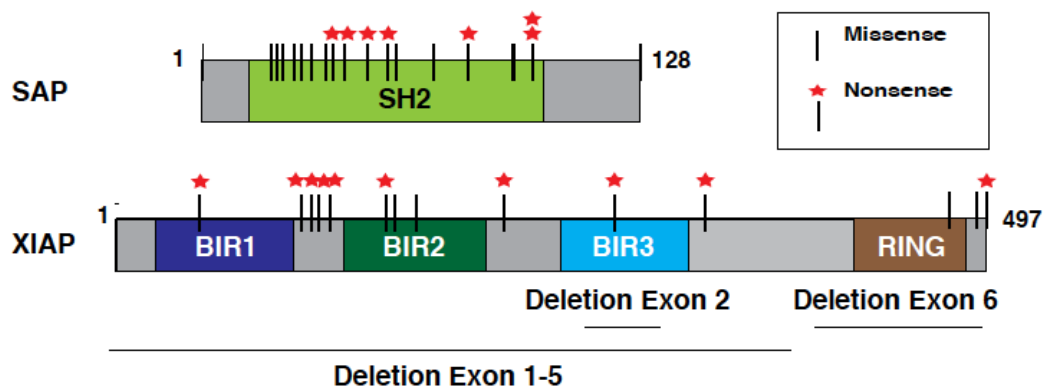 Missense
1
128
SAP
SH2
Nonsense
1
497
XIAP
BIR1
BIR2
BIR3
RING
Deletion Exon 2
Deletion Exon 6
Deletion Exon 1-5